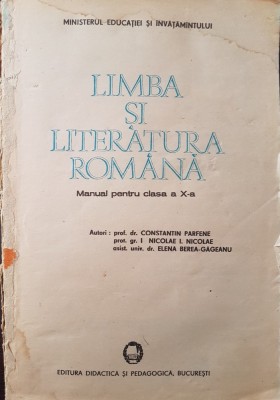 MINISTERUL EDUCAȚIEI ȘI ÎNVĂȚĂMÎNTULUI
LIMBA
ȘI
LITERATURA
ROMÂNĂ
Manual pentru clasa a X-a
Autori : prof. dr. CONSTANTIN PARFENE
prof. gr. I NICOLAE I. NICOLAE
asist. univ. dr. ELENA BEREA-GĂGEANU
EDITURA DIDACTICĂ ȘI PEDAGOGICĂ, BUCUREȘTI